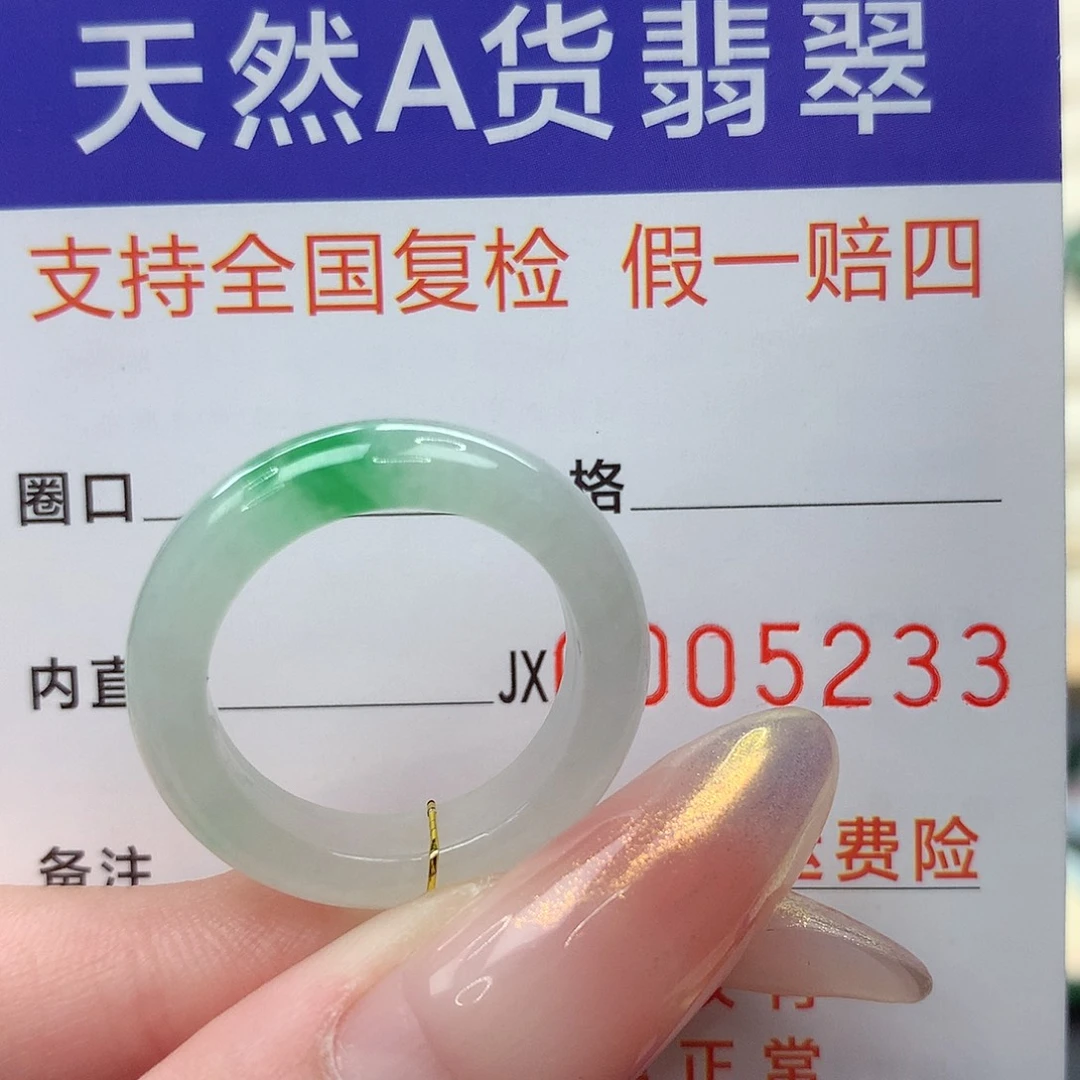 天然A货翡翠
支持全国复检 假一赔四
圈口 格
内直 JX 005233
备注 运费险
正常